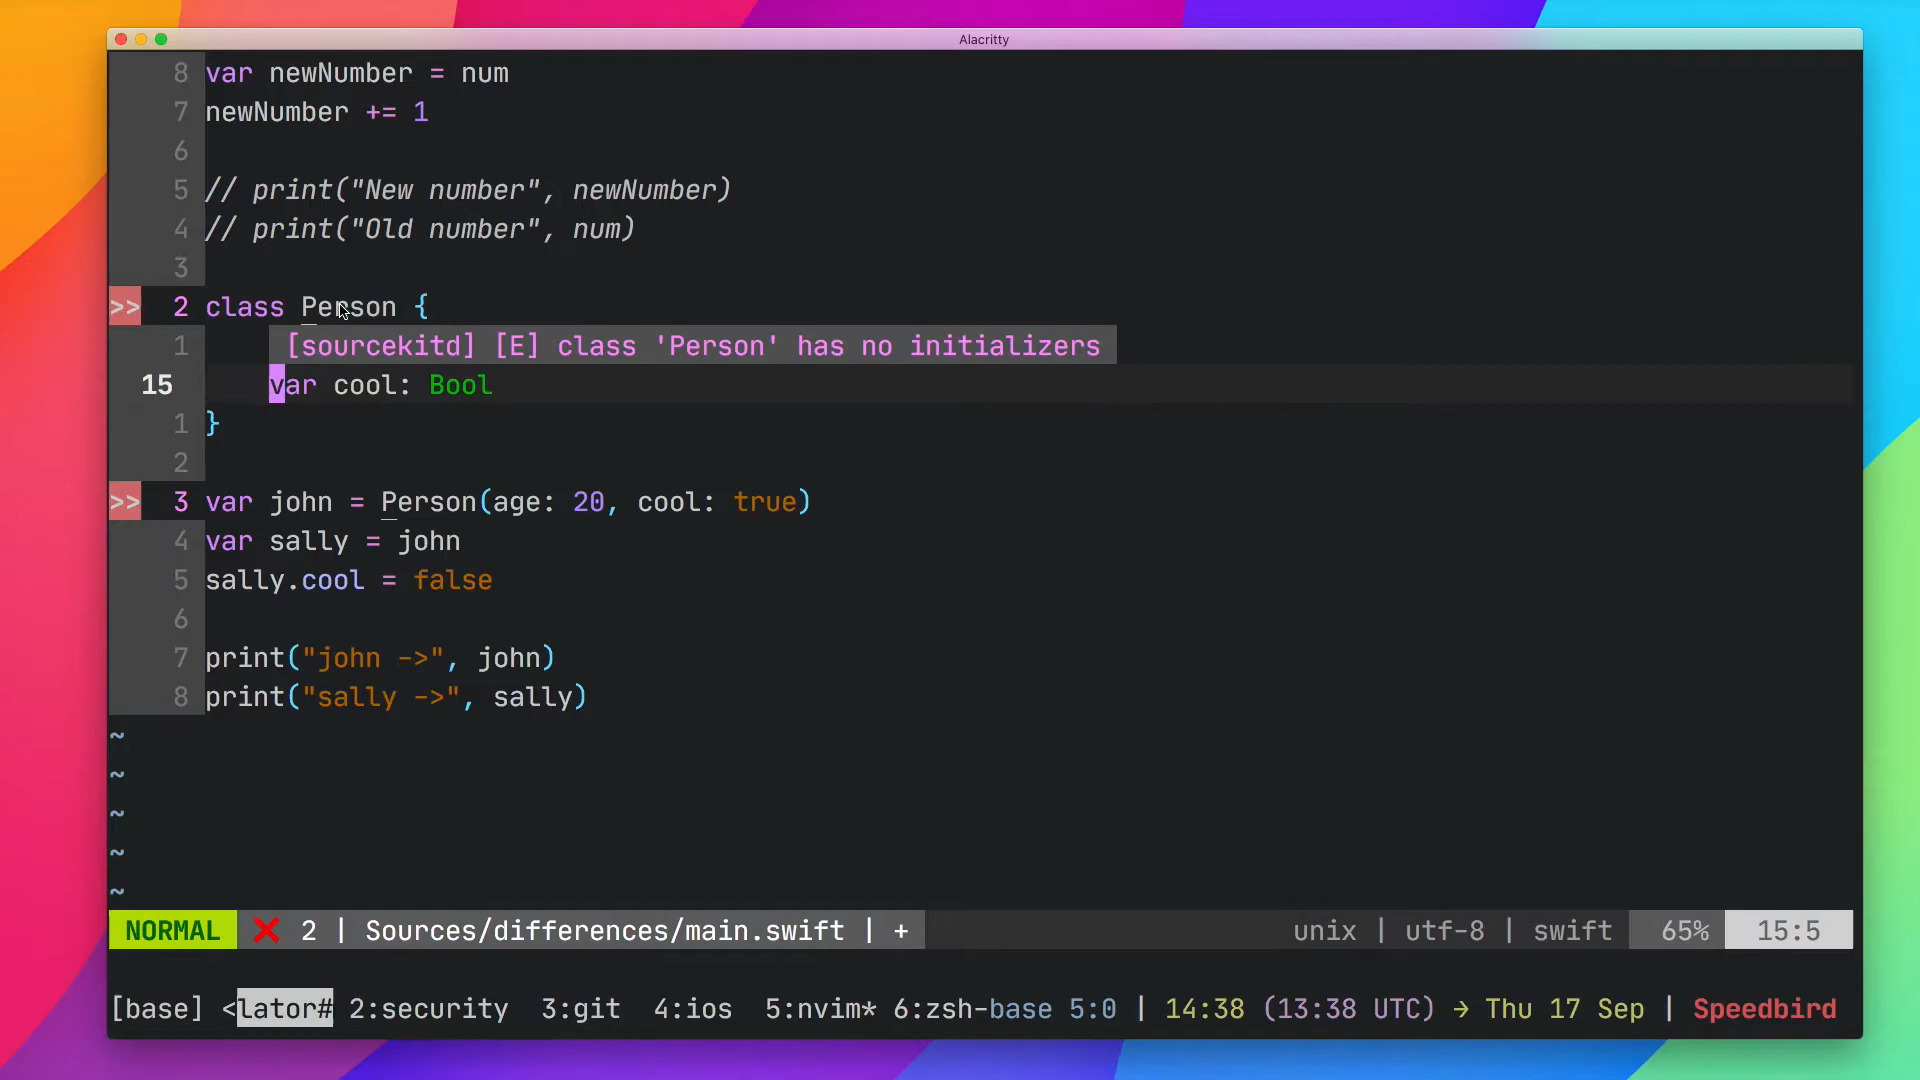 Alacritty
8 var newNumber = num
7 newNumber += 1
6
5 // print("New number", newNumber)
4 // print("Old number", num)
3
>> 2 class Person {
1 [sourcekitd] [E] class 'Person' has no initializers
15 var cool: Bool
1 }
2
>> 3 var john = Person(age: 20, cool: true)
4 var sally = john
5 sally.cool = false
6
7 print("john ->", john)
8 print("sally ->", sally)
~
~
~
~
~
NORMAL ❌ 2 | Sources/differences/main.swift | + unix | utf-8 | swift 65% 15:5
[base] <lator# 2:security 3:git 4:ios 5:nvim* 6:zsh-base 5:0 | 14:38 (13:38 UTC) → Thu 17 Sep | Speedbird